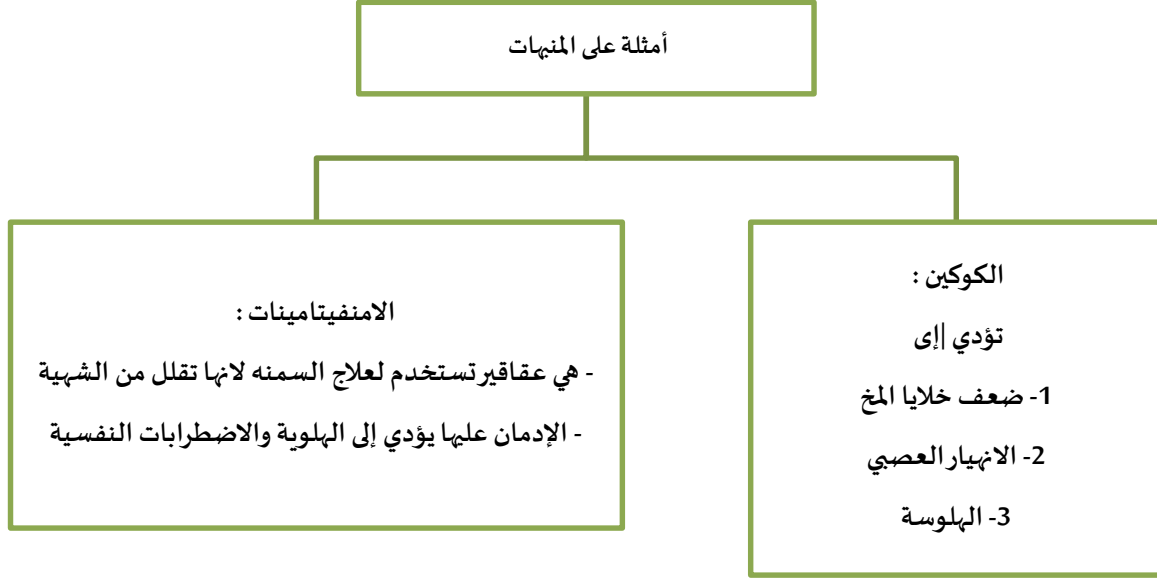 أمثلة على المنبهات
الكوكين :
تؤدي |إى
1- ضعف خلايا المخ
2- الانهيار العصبي
3- الهلوسة
الامنفيتامينات :
- هي عقاقير تستخدم لعلاج السمنه لانها تقلل من الشهية
- الإدمان عليها يؤدي إلى الهلوية والاضطرابات النفسية